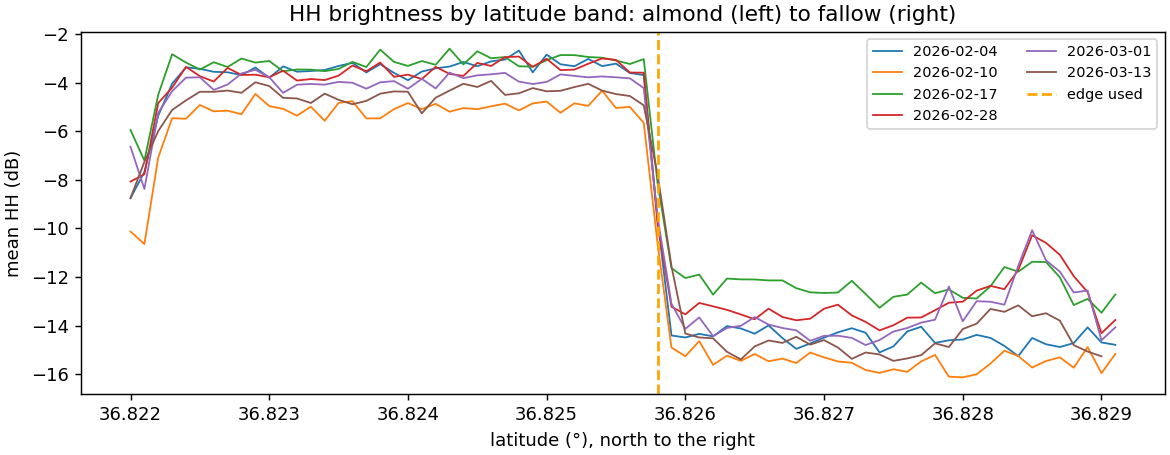 HH brightness by latitude band: almond (left) to fallow (right)
mean HH (dB)
−2
−4
−6
−8
−10
−12
−14
−16
2026-02-04
2026-02-10
2026-02-17
2026-02-28
2026-03-01
2026-03-13
edge used
36.822 36.823 36.824 36.825 36.826 36.827 36.828 36.829
latitude (°), north to the right